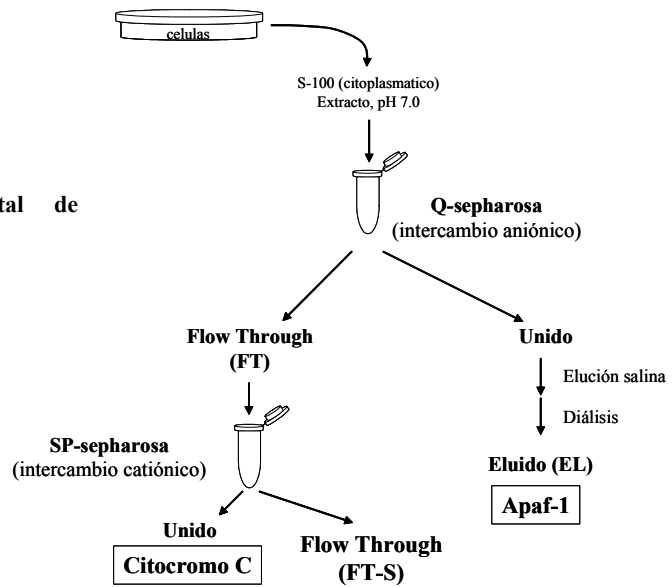 celulas
S-100 (citoplasmatico)
Extracto, pH 7.0
tal de
Q-sepharosa
(intercambio aniónico)
Flow Through
(FT)
Unido
Elución salina
Diálisis
SP-sepharosa
(intercambio catiónico)
Eluido (EL)
Apaf-1
Unido
Citocromo C
Flow Through
(FT-S)